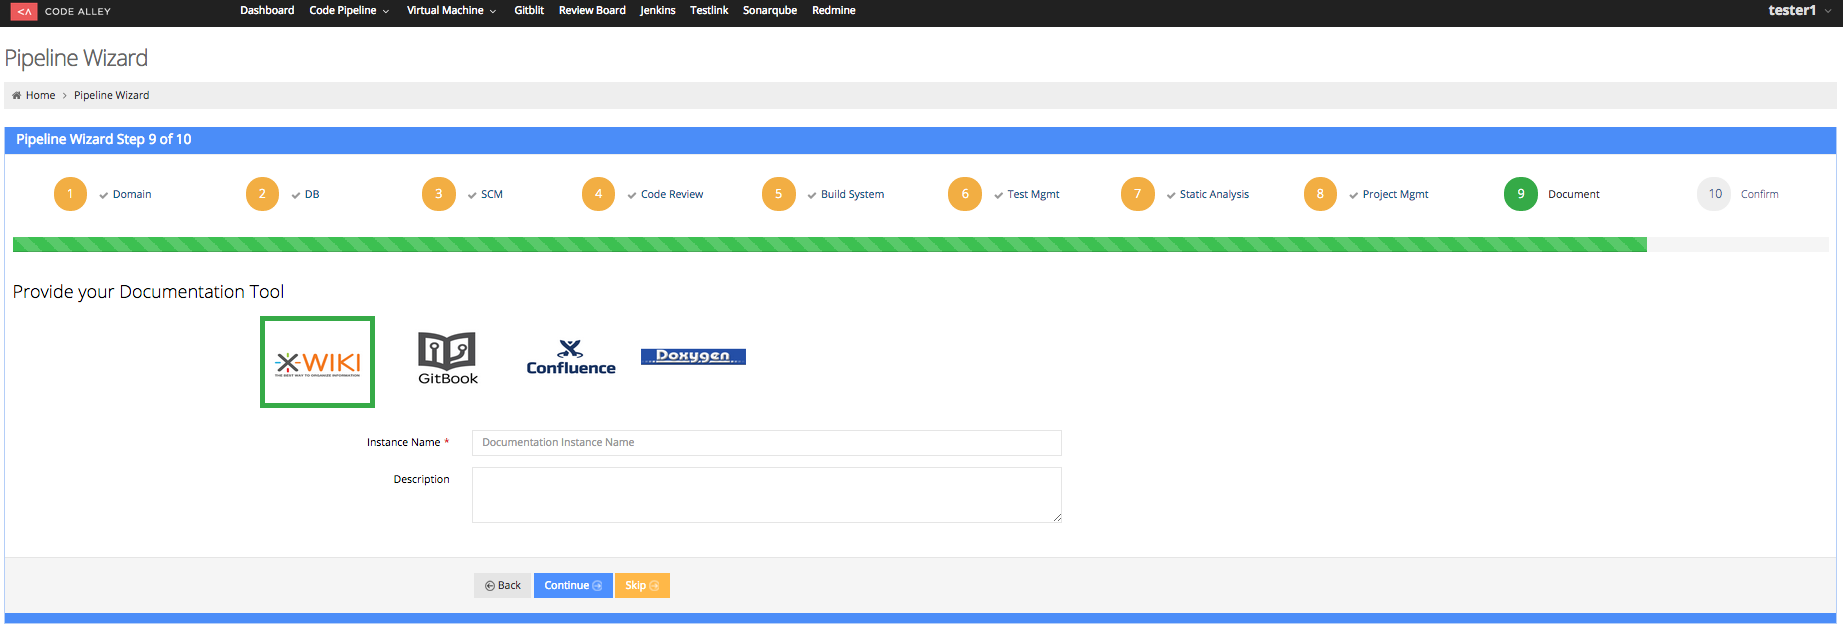 <Λ CODE ALLEY Dashboard Code Pipeline Virtual Machine Gitblit Review Board Jenkins Testlink Sonarqube Redmine tester1
Pipeline Wizard
Home > Pipeline Wizard
Pipeline Wizard Step 9 of 10
1 Domain 2 DB 3 SCM 4 Code Review 5 Build System 6 Test Mgmt 7 Static Analysis 8 Project Mgmt 9 Document 10 Confirm
Provide your Documentation Tool
X-WIKI GitBook Confluence Doxygen
THE BEST WAY TO ORGANIZE INFORMATION
Instance Name * Documentation Instance Name
Description
Back Continue Skip